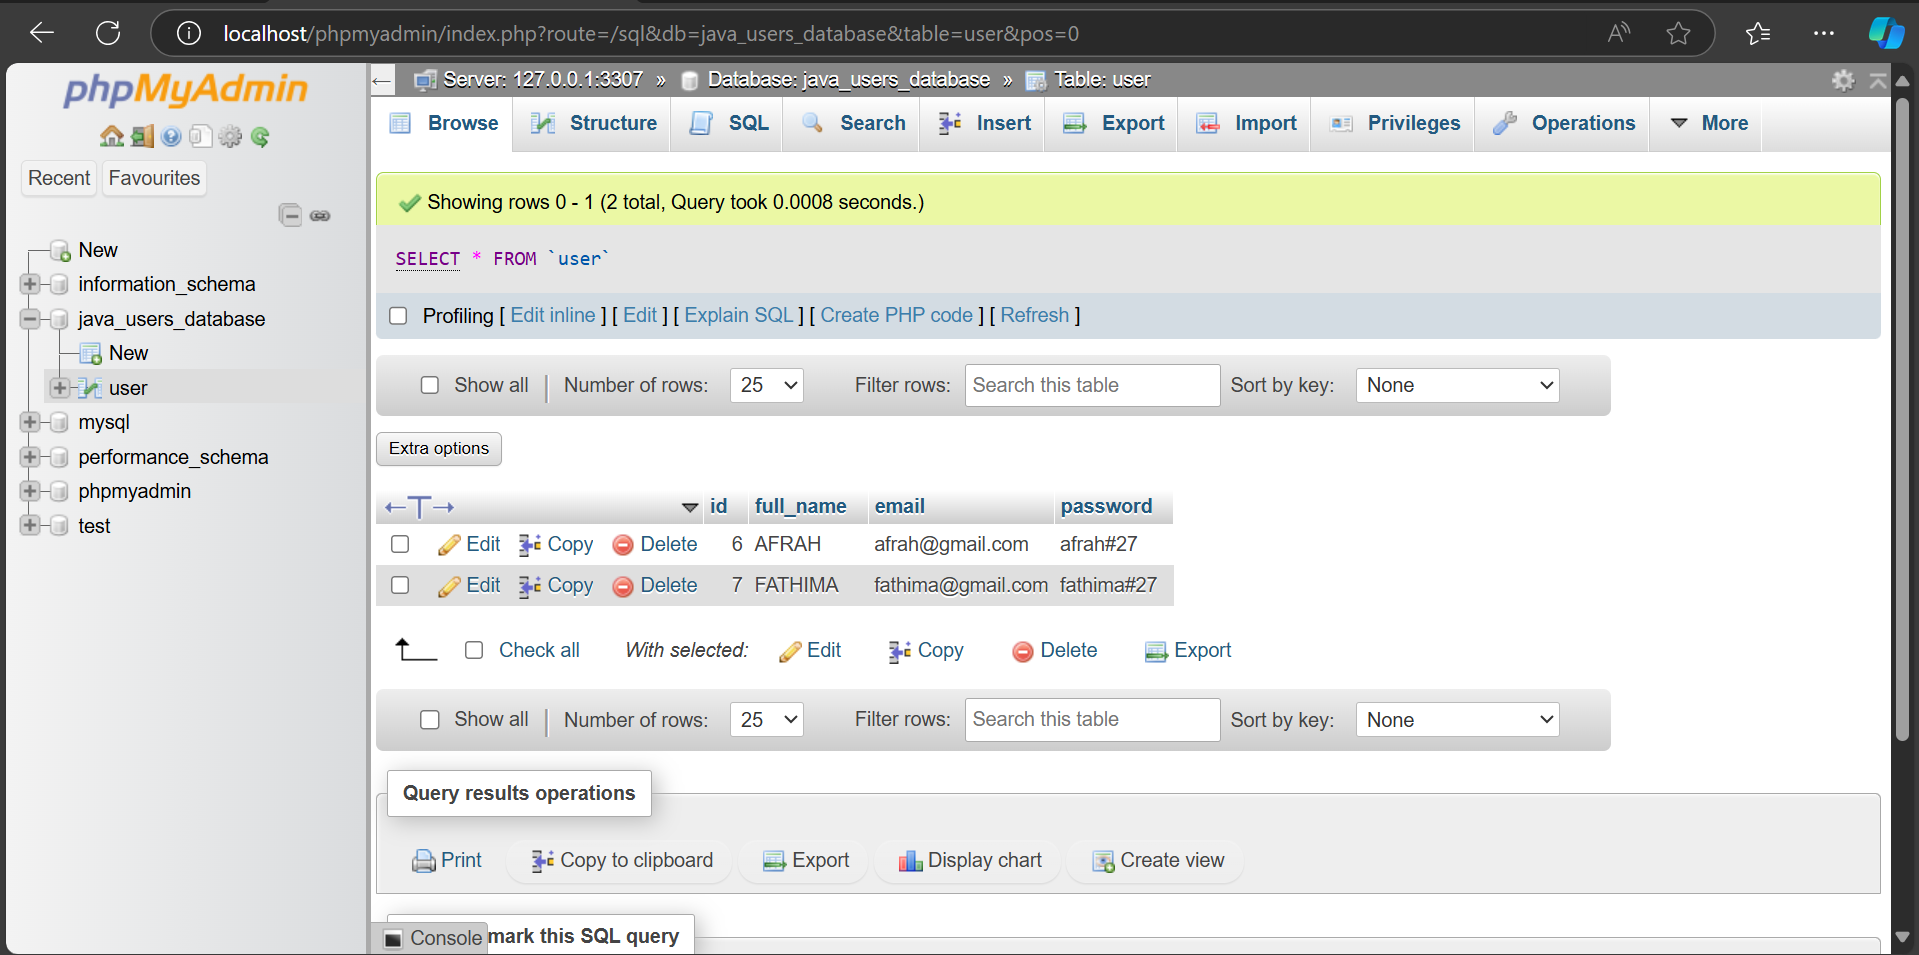 localhost/phpmyadmin/index.php?route=/sql&db=java_users_database&table=user&pos=0
phpMyAdmin
Recent Favourites
New
information_schema
java_users_database
New
user
mysql
performance_schema
phpmyadmin
test
Server: 127.0.0.1:3307 » Database: java_users_database » Table: user
Browse Structure SQL Search Insert Export Import Privileges Operations More
Showing rows 0 - 1 (2 total, Query took 0.0008 seconds.)
SELECT * FROM `user`
Profiling [ Edit inline ] [ Edit ] [ Explain SQL ] [ Create PHP code ] [ Refresh ]
Show all Number of rows: 25 Filter rows: Search this table Sort by key: None
Extra options
id full_name email password
Edit Copy Delete 6 AFRAH afrah@gmail.com afrah#27
Edit Copy Delete 7 FATHIMA fathima@gmail.com fathima#27
Check all With selected: Edit Copy Delete Export
Show all Number of rows: 25 Filter rows: Search this table Sort by key: None
Query results operations
Print Copy to clipboard Export Display chart Create view
Console mark this SQL query